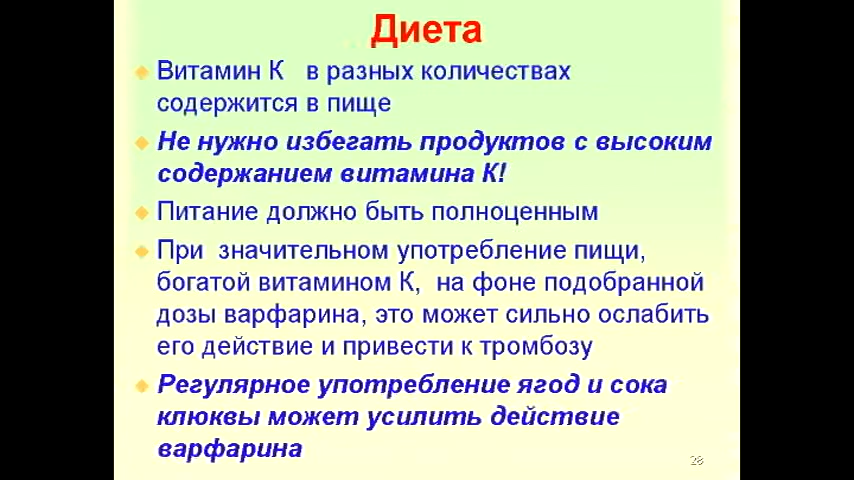 Диета
Витамин К в разных количествах
содержится в пище
Не нужно избегать продуктов с высоким
содержанием витамина К!
Питание должно быть полноценным
При значительном употребление пищи,
богатой витамином К, на фоне подобранной
дозы варфарина, это может сильно ослабить
его действие и привести к тромбозу
Регулярное употребление ягод и сока
клюквы может усилить действие
варфарина
28